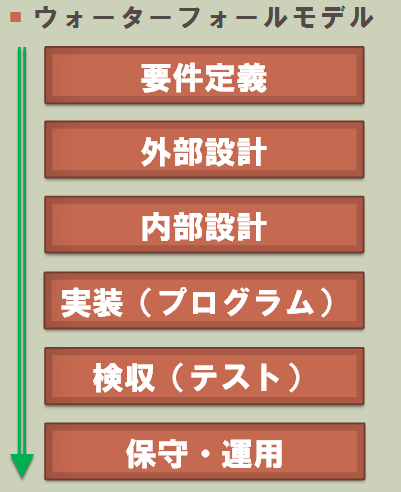 ウォーターフォールモデル
要件定義
外部設計
内部設計
実装（プログラム）
検収（テスト）
保守・運用